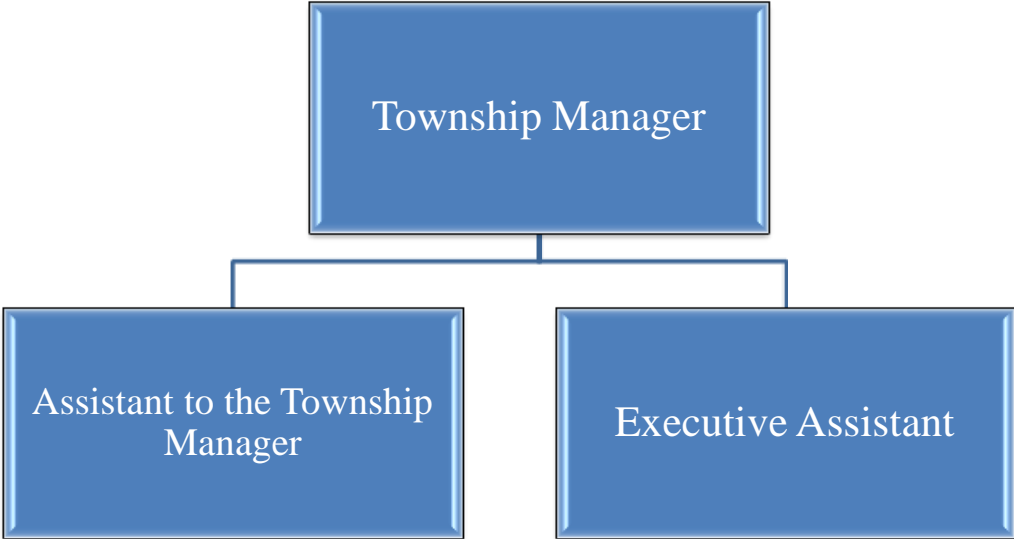 Township Manager
Assistant to the Township
Manager
Executive Assistant